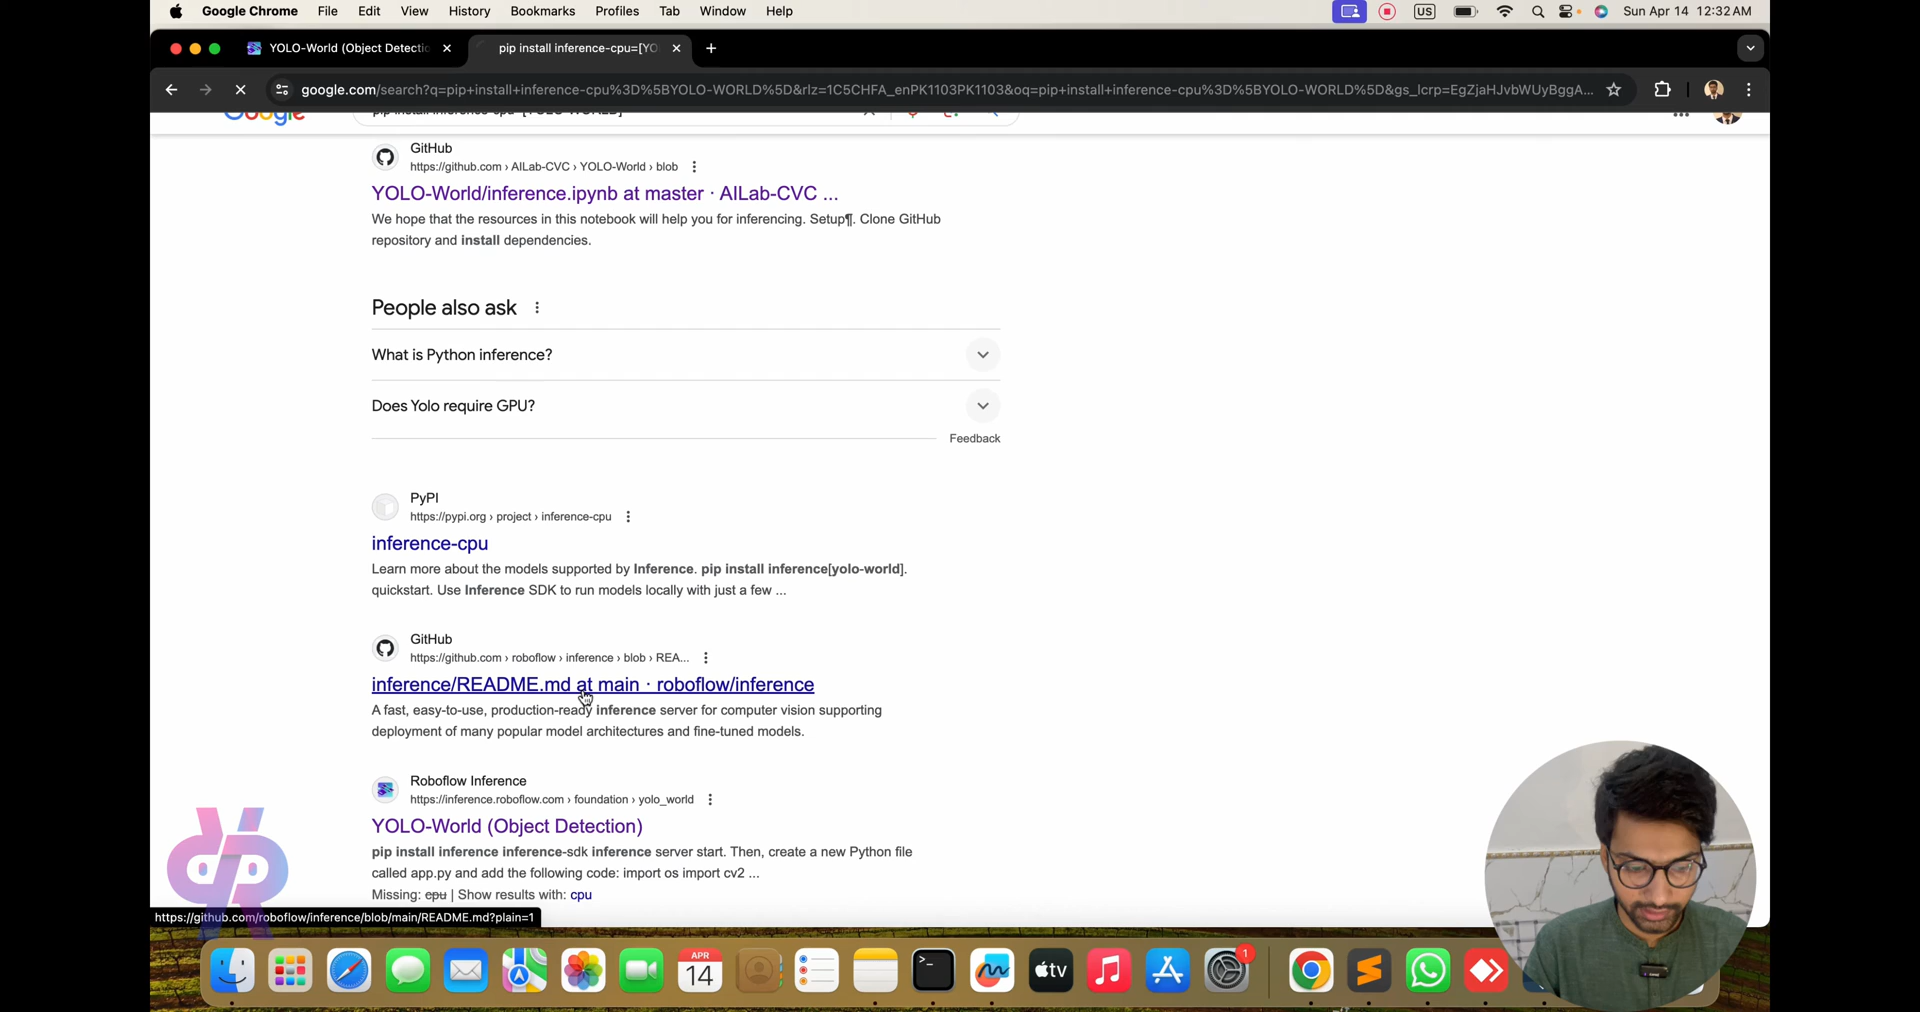 Google Chrome File Edit View History Bookmarks Profiles Tab Window Help US Sun Apr 14 12:32 AM
YOLO-World (Object Detectio pip install inference-cpu=[YO
google.com/search?q=pip+install+inference-cpu%3D%5BYOLO-WORLD%5D&rlz=1C5CHFA_enPK1103PK1103&oq=pip+install+inference-cpu%3D%5BYOLO-WORLD%5D&gs_lcrp=EgZjaHJvbWUyBggA...
Google pip install inference-cpu=[YOLO-WORLD]
GitHub
https://github.com › AILab-CVC › YOLO-World › blob
YOLO-World/inference.ipynb at master · AILab-CVC ...
We hope that the resources in this notebook will help you for inferencing. Setup¶. Clone GitHub
repository and install dependencies.
People also ask
What is Python inference?
Does Yolo require GPU?
Feedback
PyPI
https://pypi.org › project › inference-cpu
inference-cpu
Learn more about the models supported by Inference. pip install inference[yolo-world].
quickstart. Use Inference SDK to run models locally with just a few ...
GitHub
https://github.com › roboflow › inference › blob › REA...
inference/README.md at main · roboflow/inference
A fast, easy-to-use, production-ready inference server for computer vision supporting
deployment of many popular model architectures and fine-tuned models.
Roboflow Inference
https://inference.roboflow.com › foundation › yolo_world
YOLO-World (Object Detection)
pip install inference inference-sdk inference server start. Then, create a new Python file
called app.py and add the following code: import os import cv2 ...
Missing: cpu | Show results with: cpu
https://github.com/roboflow/inference/blob/main/README.md?plain=1
APR
14
tv
1